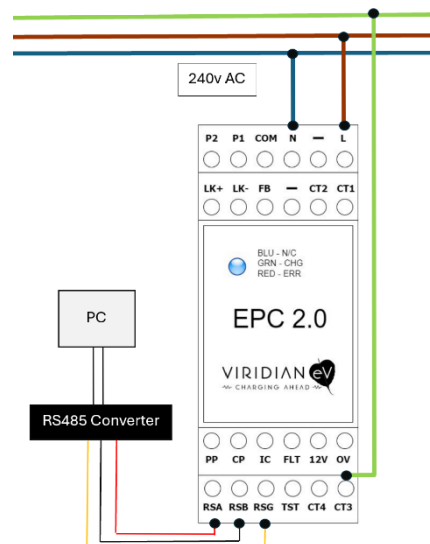 240v AC
P2 P1 COM N — L
LK+ LK- FB — CT2 CT1
BLU - N/C
GRN - CHG
RED - ERR
EPC 2.0
VIRIDIAN eV
CHARGING AHEAD
PC
RS485 Converter
PP CP IC FLT 12V OV
RSA RSB RSG TST CT4 CT3